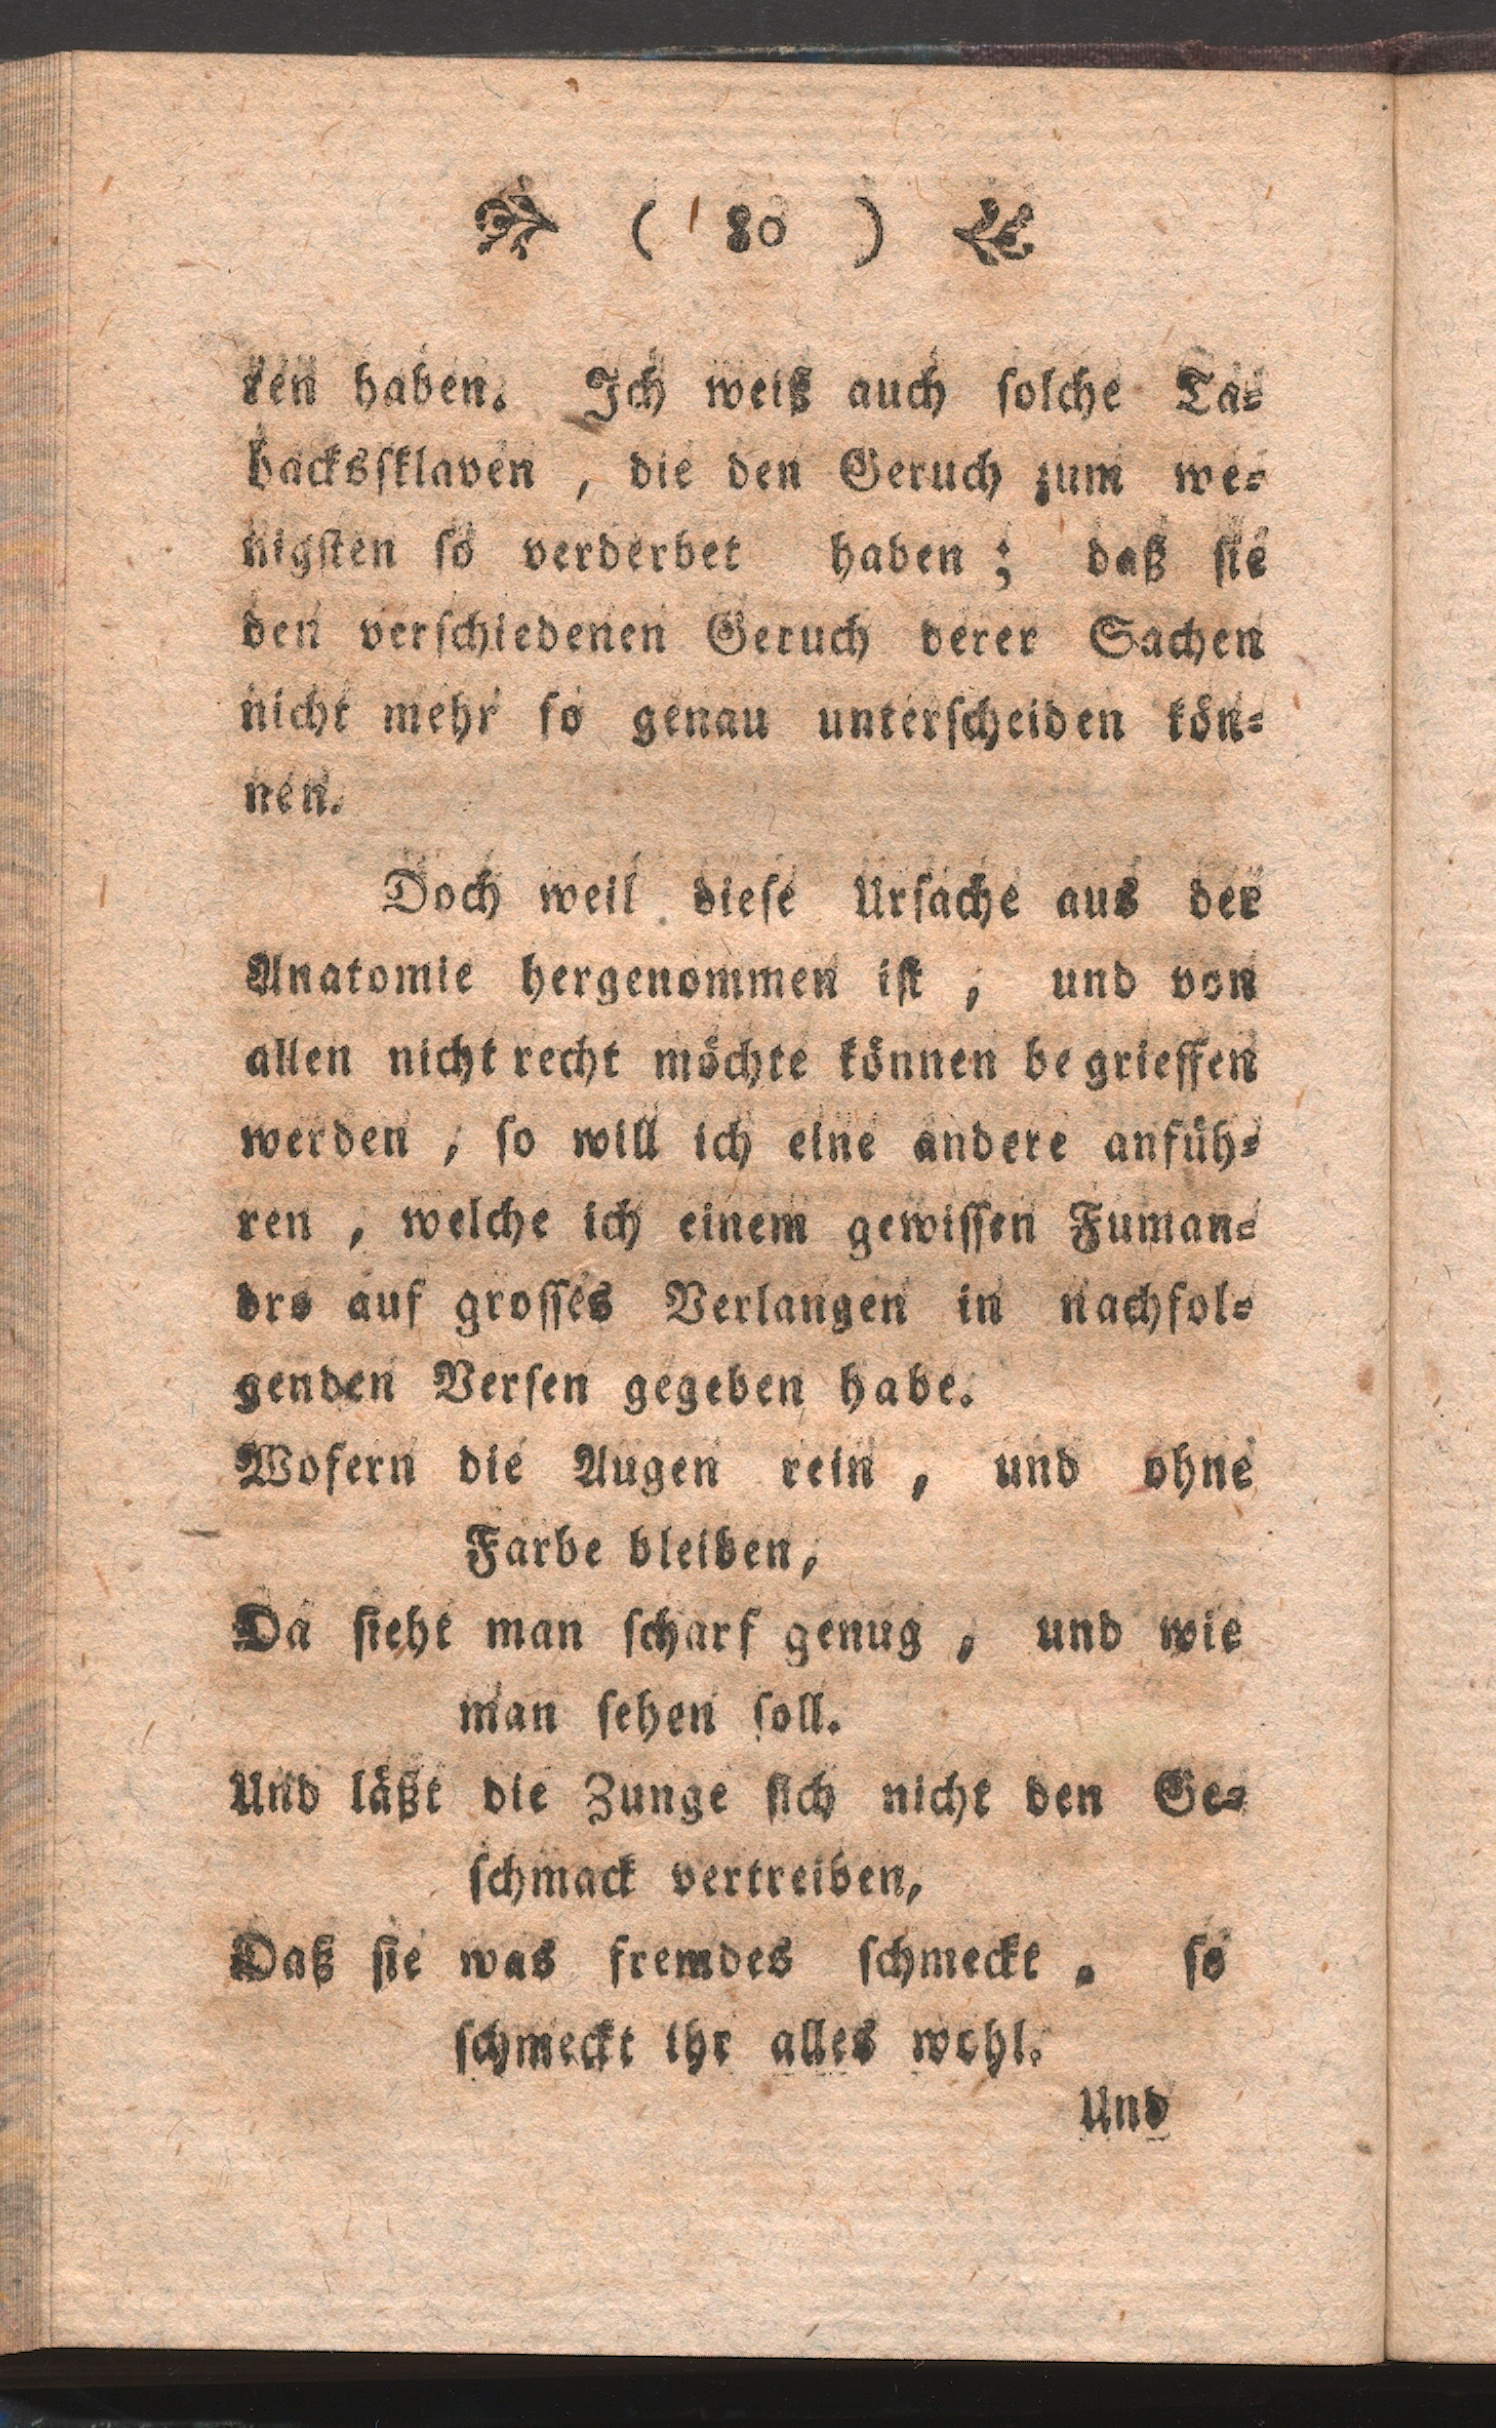 ( 80 )
ren haben. Ich weiß auch solche Ta-
backssklaven, die den Geruch zum we-
nigsten so verderbet haben; daß sie
den verschiedenen Geruch derer Sachen
nicht mehr so genau unterscheiden kön-
nen.
Doch weil diese Ursache aus der
Anatomie hergenommen ist, und von
allen nicht recht möchte können begrieffen
werden, so will ich eine andere anfüh-
ren, welche ich einem gewissen Fuman-
dro auf grosses Verlangen in nachfol-
genden Versen gegeben habe.
Wofern die Augen rein, und ohne
Farbe bleiben,
Da sieht man scharf genug, und wie
man sehen soll.
Und läßt die Zunge sich nicht den Ge-
schmack vertreiben,
Daß sie was fremdes schmeckt, so
schmeckt ihr alles wohl.
Und